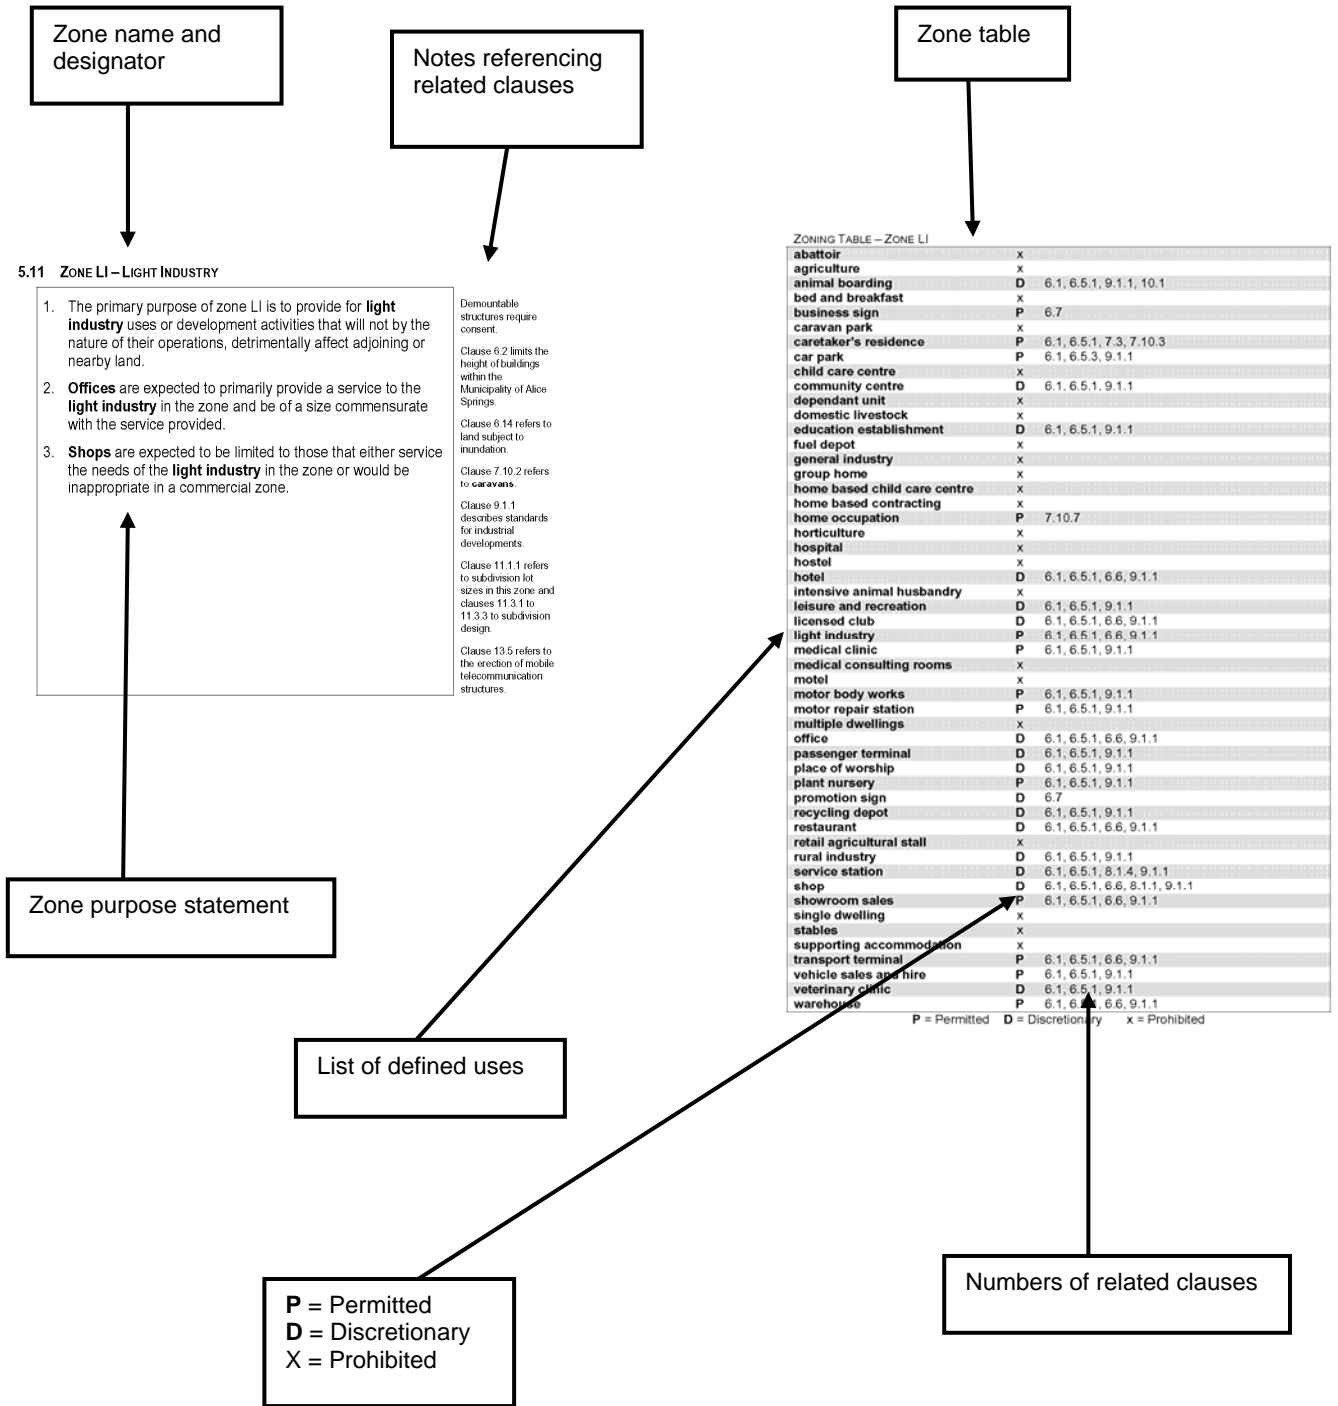 Zone name and
designator
Notes referencing
related clauses
Zone table
5.11 ZONE LI – LIGHT INDUSTRY
1. The primary purpose of zone LI is to provide for light
industry uses or development activities that will not by the
nature of their operations, detrimentally affect adjoining or
nearby land.
2. Offices are expected to primarily provide a service to the
light industry in the zone and be of a size commensurate
with the service provided.
3. Shops are expected to be limited to those that either service
the needs of the light industry in the zone or would be
inappropriate in a commercial zone.
Demountable
structures require
consent.
Clause 6.2 limits the
height of buildings
within the
Municipality of Alice
Springs.
Clause 6.14 refers to
land subject to
inundation.
Clause 7.10.2 refers
to caravans.
Clause 9.1.1
describes standards
for industrial
developments.
Clause 11.1.1 refers
to subdivision lot
sizes in this zone and
clauses 11.3.1 to
11.3.3 to subdivision
design.
Clause 13.5 refers to
the erection of mobile
telecommunication
structures.
ZONING TABLE – ZONE LI
abattoir x
agriculture x
animal boarding D 6.1, 6.5.1, 9.1.1, 10.1
bed and breakfast x
business sign P 6.7
caravan park x
caretaker's residence P 6.1, 6.5.1, 7.3, 7.10.3
car park P 6.1, 6.5.3, 9.1.1
child care centre x
community centre D 6.1. 6.5.1, 9.1.1
dependant unit x
domestic livestock x
education establishment D 6.1, 6.5.1, 9.1.1
fuel depot x
general industry x
group home x
home based child care centre x
home based contracting x
home occupation P 7.10.7
horticulture x
hospital x
hostel x
hotel D 6.1, 6.5.1, 6.6, 9.1.1
intensive animal husbandry x
leisure and recreation D 6.1, 6.5.1, 9.1.1
licensed club D 6.1, 6.5.1, 6.6, 9.1.1
light industry P 6.1, 6.5.1, 6.6, 9.1.1
medical clinic P 6.1, 6.5.1, 9.1.1
medical consulting rooms x
motel x
motor body works P 6.1, 6.5.1, 9.1.1
motor repair station P 6.1, 6.5.1, 9.1.1
multiple dwellings x
office D 6.1, 6.5.1, 6.6, 9.1.1
passenger terminal D 6.1, 6.5.1, 9.1.1
place of worship D 6.1, 6.5.1, 9.1.1
plant nursery P 6.1, 6.5.1, 9.1.1
promotion sign D 6.7
recycling depot D 6.1, 6.5.1, 9.1.1
restaurant D 6.1, 6.5.1, 6.6, 9.1.1
retail agricultural stall x
rural industry D 6.1, 6.5.1, 9.1.1
service station D 6.1, 6.5.1, 8.1.4, 9.1.1
shop D 6.1, 6.5.1, 6.6, 8.1.1, 9.1.1
showroom sales P 6.1, 6.5.1, 6.6, 9.1.1
single dwelling x
stables x
supporting accommodation x
transport terminal P 6.1, 6.5.1, 6.6, 9.1.1
vehicle sales and hire P 6.1, 6.5.1, 9.1.1
veterinary clinic D 6.1, 6.5.1, 9.1.1
warehouse P 6.1, 6.5.1, 6.6, 9.1.1
P = Permitted D = Discretionary x = Prohibited
Zone purpose statement
List of defined uses
P = Permitted
D = Discretionary
X = Prohibited
Numbers of related clauses